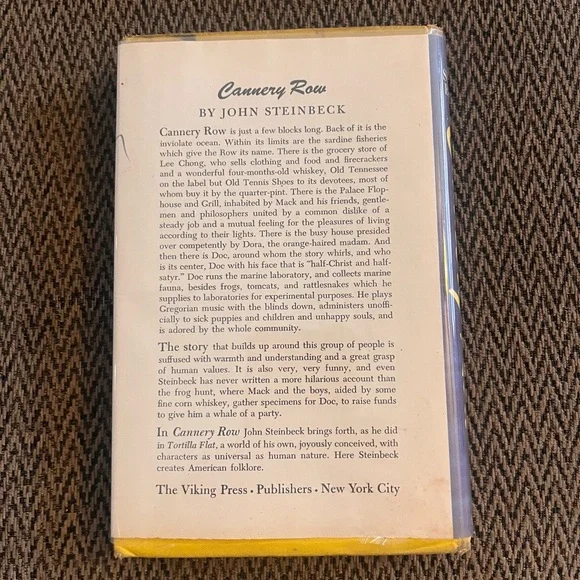 Cannery Row
BY JOHN STEINBECK
Cannery Row is just a few blocks long. Back of it is the
inviolate ocean. Within its limits are the sardine fisheries
which give the Row its name. There is the grocery store of
Lee Chong, who sells clothing and food and firecrackers
and a wonderful four-months-old whiskey, Old Tennessee
on the label but Old Tennis Shoes to its devotees, most of
whom buy it by the quarter-pint. There is the Palace Flop-
house and Grill, inhabited by Mack and his friends, gentle-
men and philosophers united by a common dislike of a
steady job and a mutual feeling for the pleasures of living
according to their lights. There is the busy house presided
over competently by Dora, the orange-haired madam. And
then there is Doc, around whom the story whirls, and who
is its center, Doc with his face that is "half-Christ and half-
satyr." Doc runs the marine laboratory, and collects marine
fauna, besides frogs, tomcats, and rattlesnakes which he
supplies to laboratories for experimental purposes. He plays
Gregorian music with the blinds down, administers unoffi-
cially to sick puppies and children and unhappy souls, and
is adored by the whole community.
The story that builds up around this group of people is
suffused with warmth and understanding and a great grasp
of human values. It is also very, very funny, and even
Steinbeck has never written a more hilarious account than
the frog hunt, where Mack and the boys, aided by some
fine corn whiskey, gather specimens for Doc, to raise funds
to give him a whale of a party.
In Cannery Row John Steinbeck brings forth, as he did
in Tortilla Flat, a world of his own, joyously conceived, with
characters as universal as human nature. Here Steinbeck
creates American folklore.
The Viking Press • Publishers • New York City